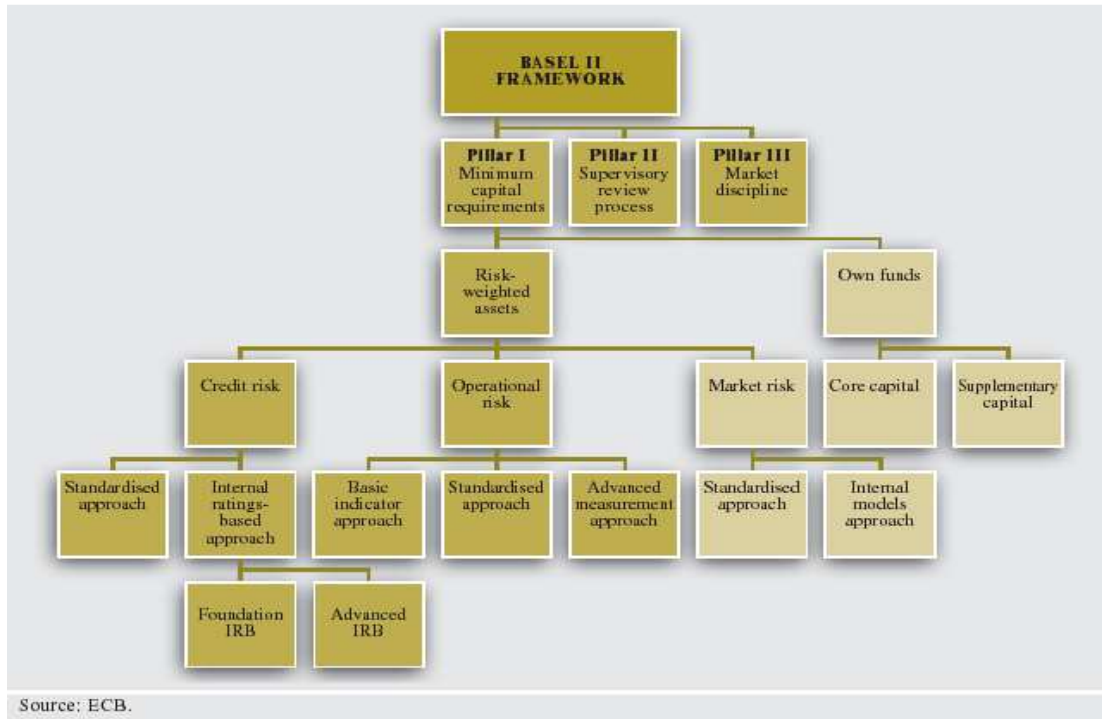 BASEL II
FRAMEWORK
Pillar I
Minimum
capital
requirements
Pillar II
Supervisory
review
process
Pillar III
Market
discipline
Risk-
weighted
assets
Own funds
Credit risk
Operational
risk
Market risk
Core capital
Supplementary
capital
Standardised
approach
Internal
ratings-
based
approach
Basic
indicator
approach
Standardised
approach
Advanced
measurement
approach
Standardised
approach
Internal
models
approach
Foundation
IRB
Advanced
IRB
Source: ECB.